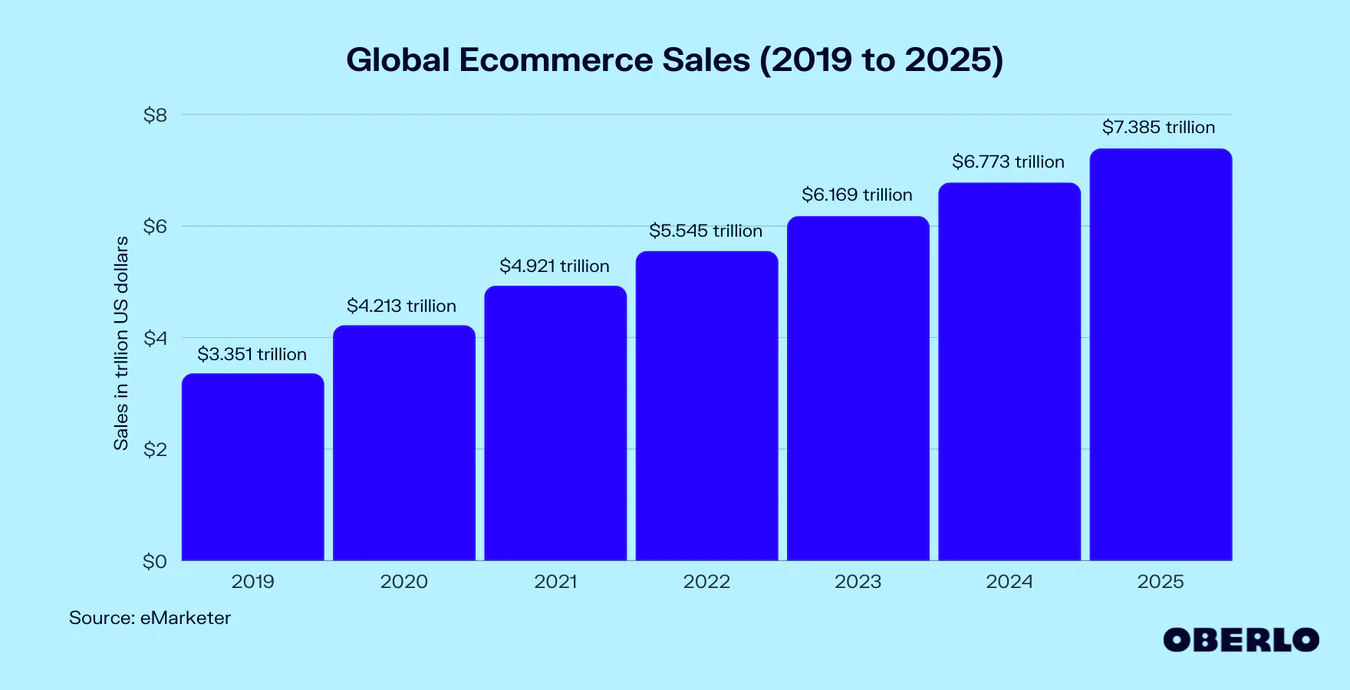 Global Ecommerce Sales (2019 to 2025)
$8
$7.385 trillion
$6.773 trillion
$6.169 trillion
$6
$5.545 trillion
$4.921 trillion
$4.213 trillion
$4
$3.351 trillion
Sales in trllion US dollars
$2
$0
2019 2020 2021 2022 2023 2024 2025
Source: eMarketer
OBERLO